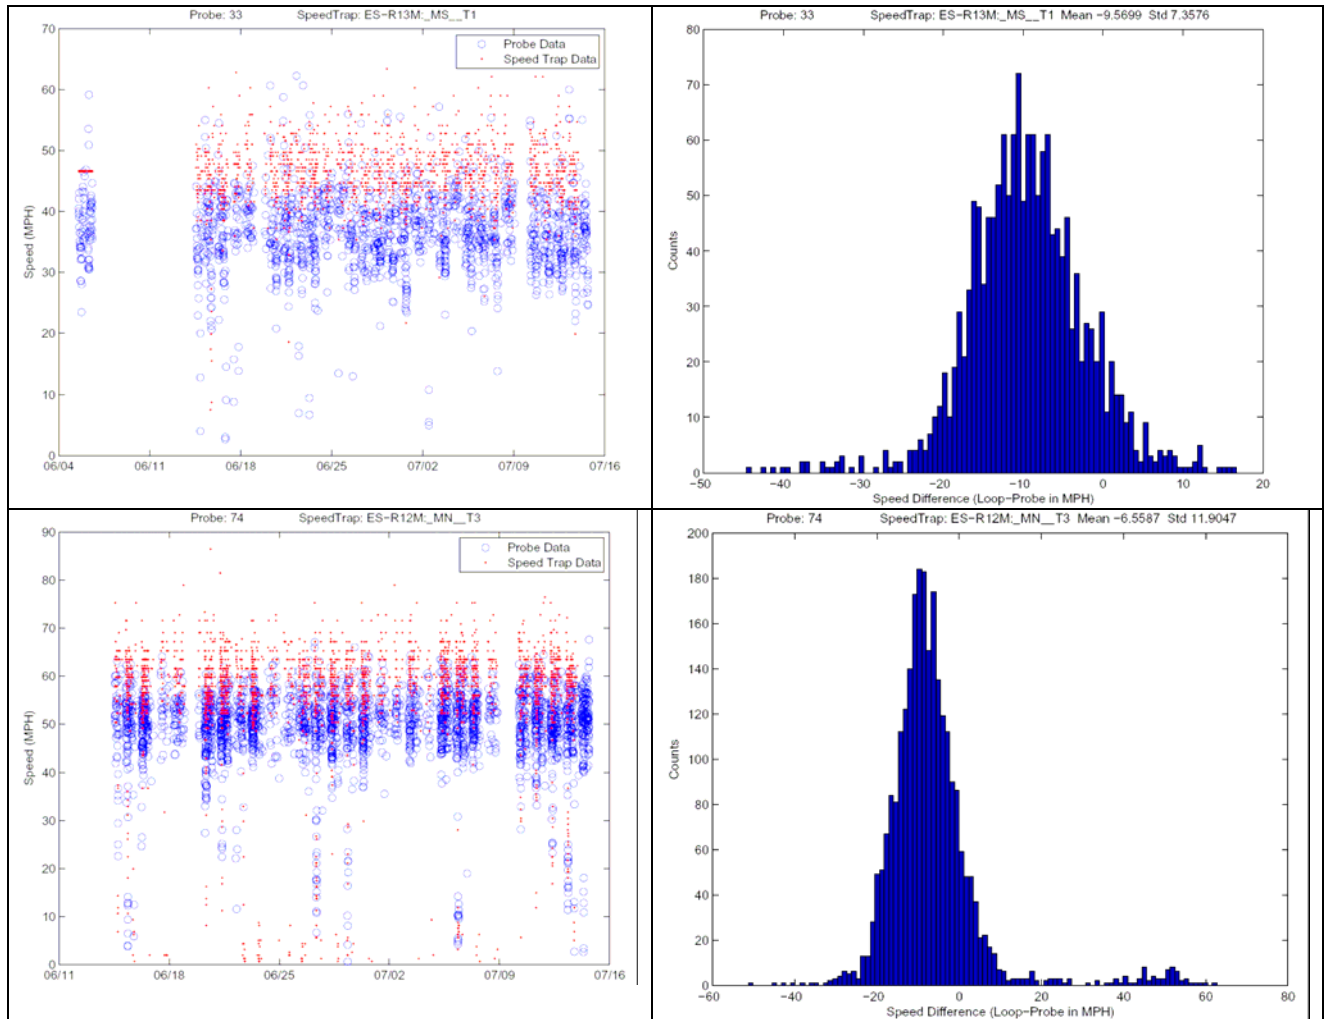 Probe: 33 SpeedTrap: ES-R13M:_MS__T1
70
60
50
40
30
20
10
0
Speed (MPH)
Probe Data
Speed Trap Data
06/04 06/11 06/18 06/25 07/02 07/09 07/16
Probe: 33 SpeedTrap: ES-R13M:_MS__T1 Mean -9.5699 Std 7.3576
80
70
60
50
40
30
20
10
0
Counts
-50 -40 -30 -20 -10 0 10 20
Speed Difference (Loop-Probe in MPH)
Probe: 74 SpeedTrap: ES-R12M:_MN__T3
90
80
70
60
50
40
30
20
10
0
Speed (MPH)
Probe Data
Speed Trap Data
06/11 06/18 06/25 07/02 07/09 07/16
Probe: 74 SpeedTrap: ES-R12M:_MN__T3 Mean -6.5587 Std 11.9047
200
180
160
140
120
100
80
60
40
20
0
Counts
-60 -40 -20 0 20 40 60 80
Speed Difference (Loop-Probe in MPH)